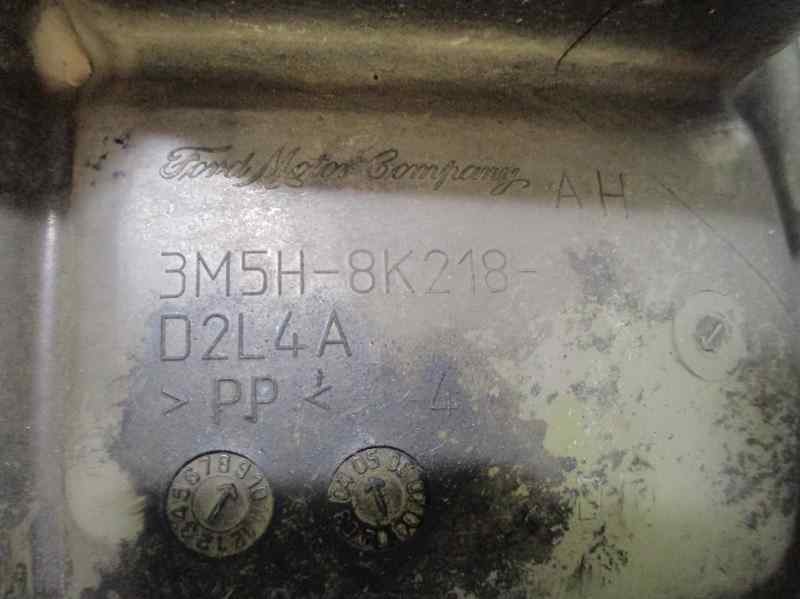 Ford Motor Company
AH
3M5H-8K218-
D2L4A
>PP<
4